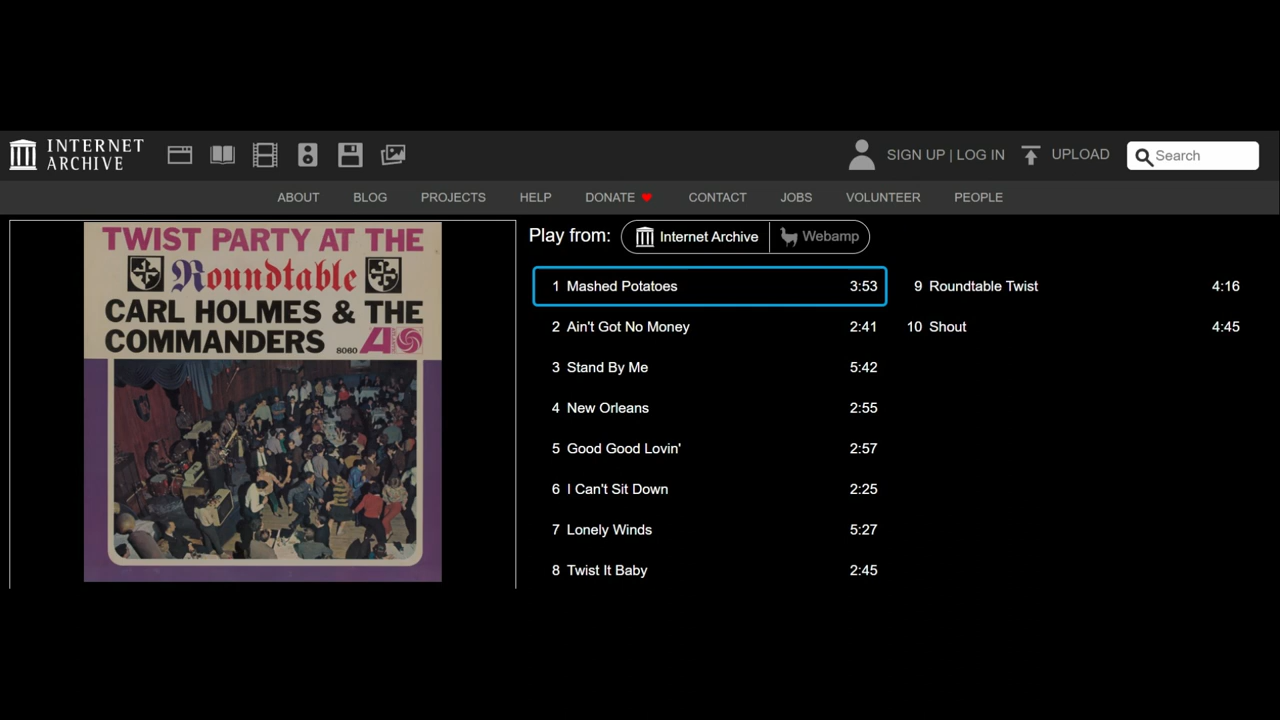 INTERNET
ARCHIVE
SIGN UP | LOG IN
UPLOAD
Search
ABOUT BLOG PROJECTS HELP DONATE CONTACT JOBS VOLUNTEER PEOPLE
TWIST PARTY AT THE
Roundtable
CARL HOLMES & THE
COMMANDERS
8060
Play from: Internet Archive Webamp
1 Mashed Potatoes 3:53
2 Ain't Got No Money 2:41
3 Stand By Me 5:42
4 New Orleans 2:55
5 Good Good Lovin' 2:57
6 I Can't Sit Down 2:25
7 Lonely Winds 5:27
8 Twist It Baby 2:45
9 Roundtable Twist 4:16
10 Shout 4:45